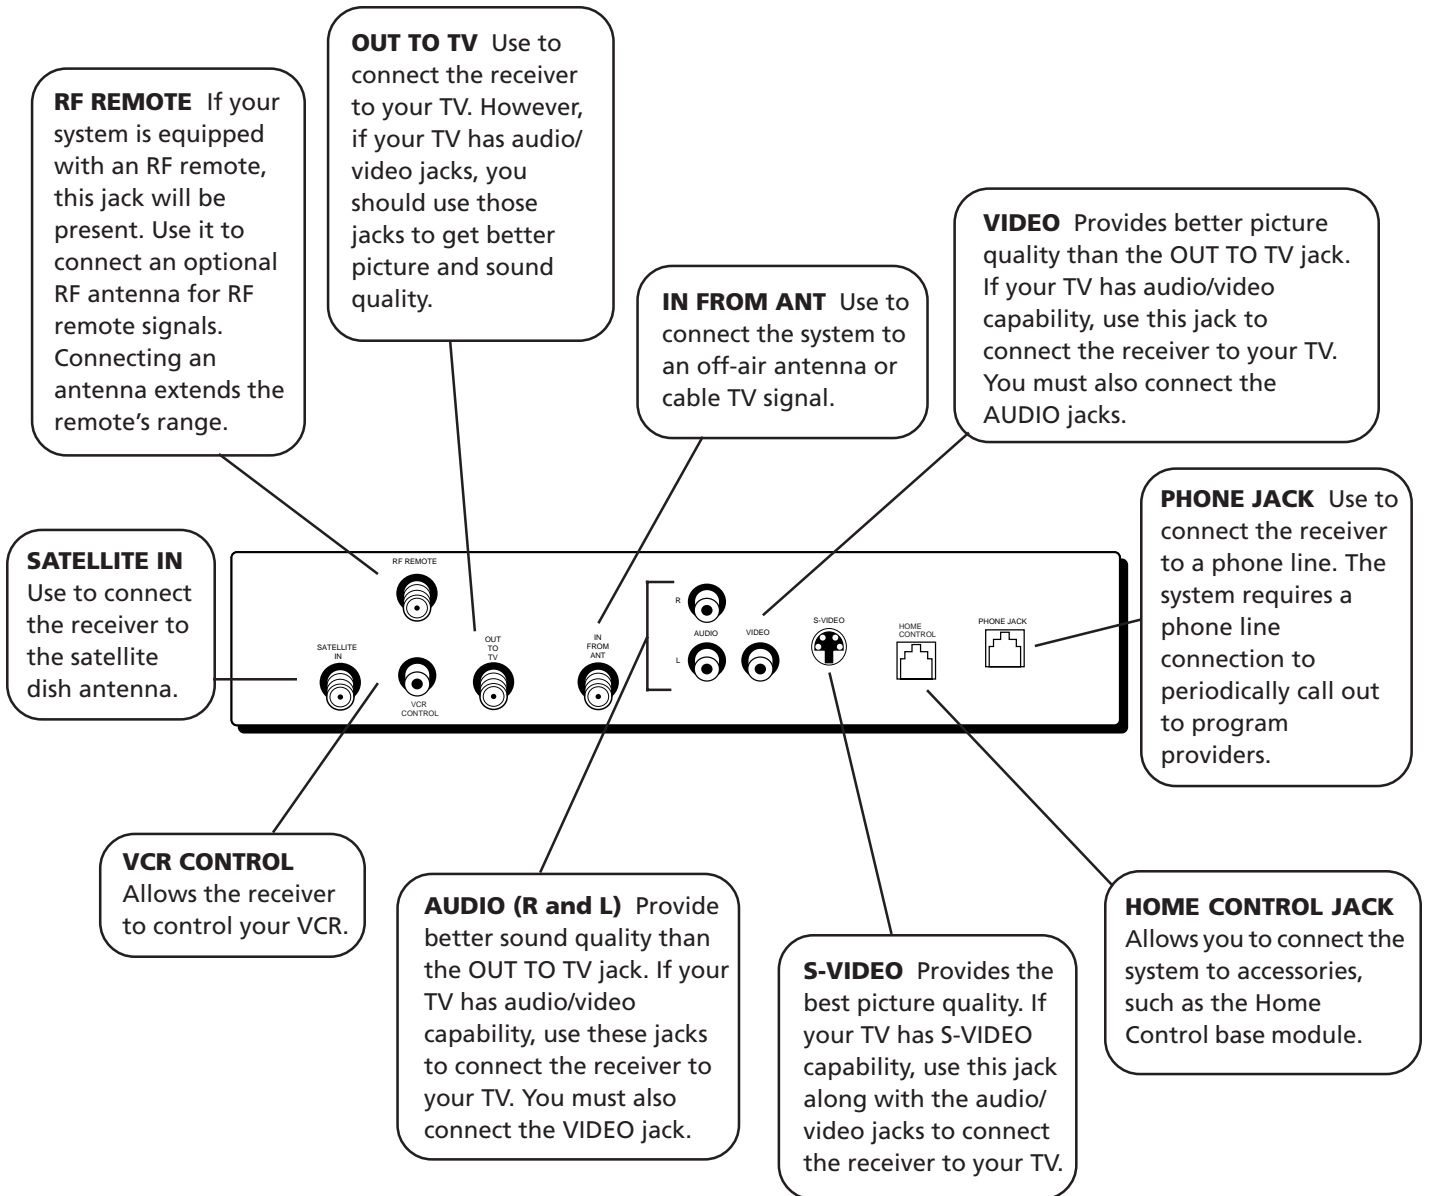 OUT TO TV Use to
connect the receiver
to your TV. However,
if your TV has audio/
video jacks, you
should use those
jacks to get better
picture and sound
quality.
RF REMOTE If your
system is equipped
with an RF remote,
this jack will be
present. Use it to
connect an optional
RF antenna for RF
remote signals.
Connecting an
antenna extends the
remote's range.
IN FROM ANT Use to
connect the system to
an off-air antenna or
cable TV signal.
VIDEO Provides better picture
quality than the OUT TO TV jack.
If your TV has audio/video
capability, use this jack to
connect the receiver to your TV.
You must also connect the
AUDIO jacks.
PHONE JACK Use to
connect the receiver
to a phone line. The
system requires a
phone line
connection to
periodically call out
to program
providers.
SATELLITE IN
Use to connect
the receiver to
the satellite
dish antenna.
RF REMOTE
SATELLITE
IN
VCR
CONTROL
OUT
TO
TV
IN
FROM
ANT
R
AUDIO
L
VIDEO
S-VIDEO
HOME
CONTROL
PHONE JACK
VCR CONTROL
Allows the receiver
to control your VCR.
AUDIO (R and L) Provide
better sound quality than
the OUT TO TV jack. If your
TV has audio/video
capability, use these jacks
to connect the receiver to
your TV. You must also
connect the VIDEO jack.
S-VIDEO Provides the
best picture quality. If
your TV has S-VIDEO
capability, use this jack
along with the audio/
video jacks to connect
the receiver to your TV.
HOME CONTROL JACK
Allows you to connect the
system to accessories,
such as the Home
Control base module.